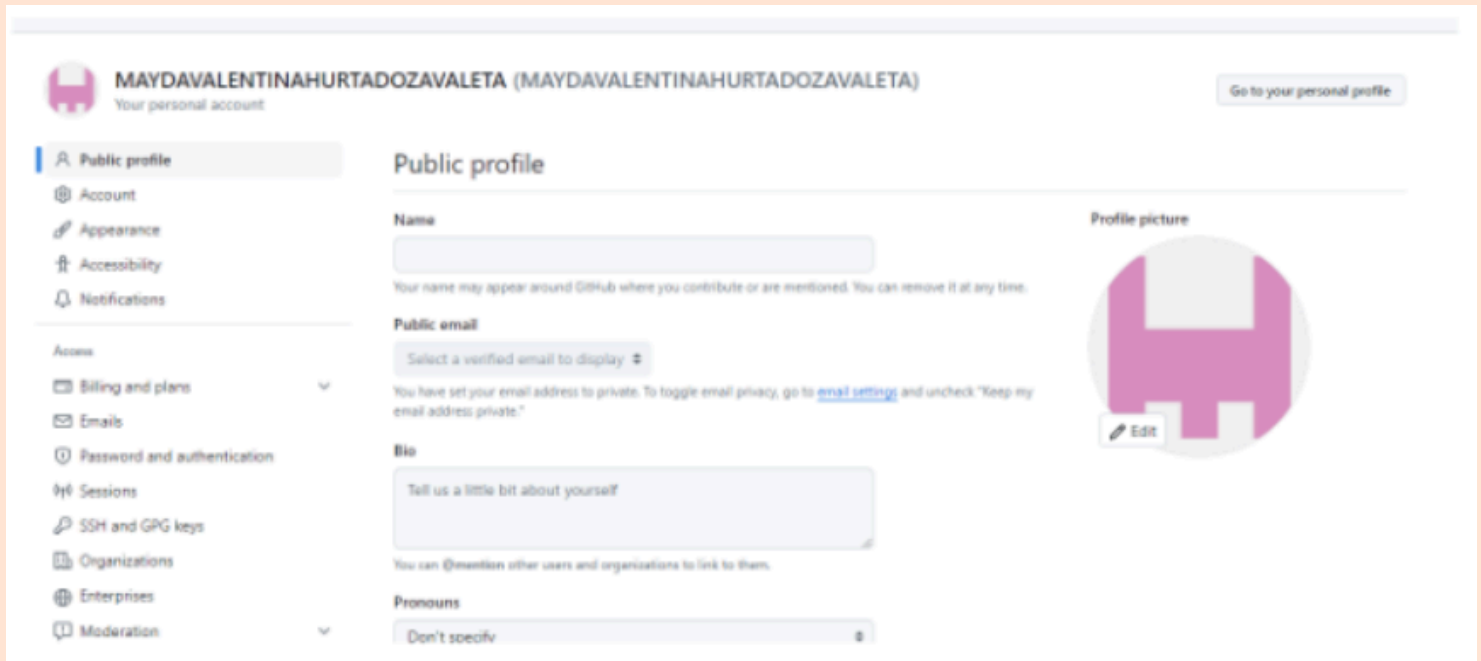 MAYDAVALENTINAHURTADOZAVALETA (MAYDAVALENTINAHURTADOZAVALETA)
Your personal account
Go to your personal profile
Public profile
Account
Appearance
Accessibility
Notifications
Access
Billing and plans
Emails
Password and authentication
Sessions
SSH and GPG keys
Organizations
Enterprises
Moderation
Public profile
Name
Your name may appear around GitHub where you contribute or are mentioned. You can remove it at any time.
Public email
Select a verified email to display
You have set your email address to private. To toggle email privacy, go to email settings and uncheck "Keep my
email address private."
Bio
Tell us a little bit about yourself
You can @mention other users and organizations to link to them.
Pronouns
Don't specify
Profile picture
Edit